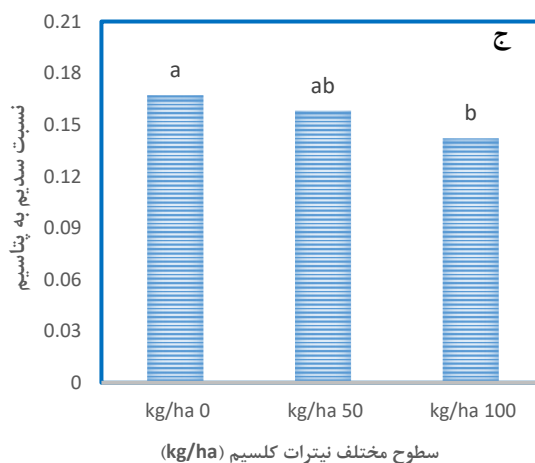 0.21
0.18
0.15
0.12
0.09
0.06
0.03
0
نسبت سدیم به پتاسیم
ج
a
ab
b
kg/ha 0
kg/ha 50
kg/ha 100
سطوح مختلف نیترات کلسیم (kg/ha)